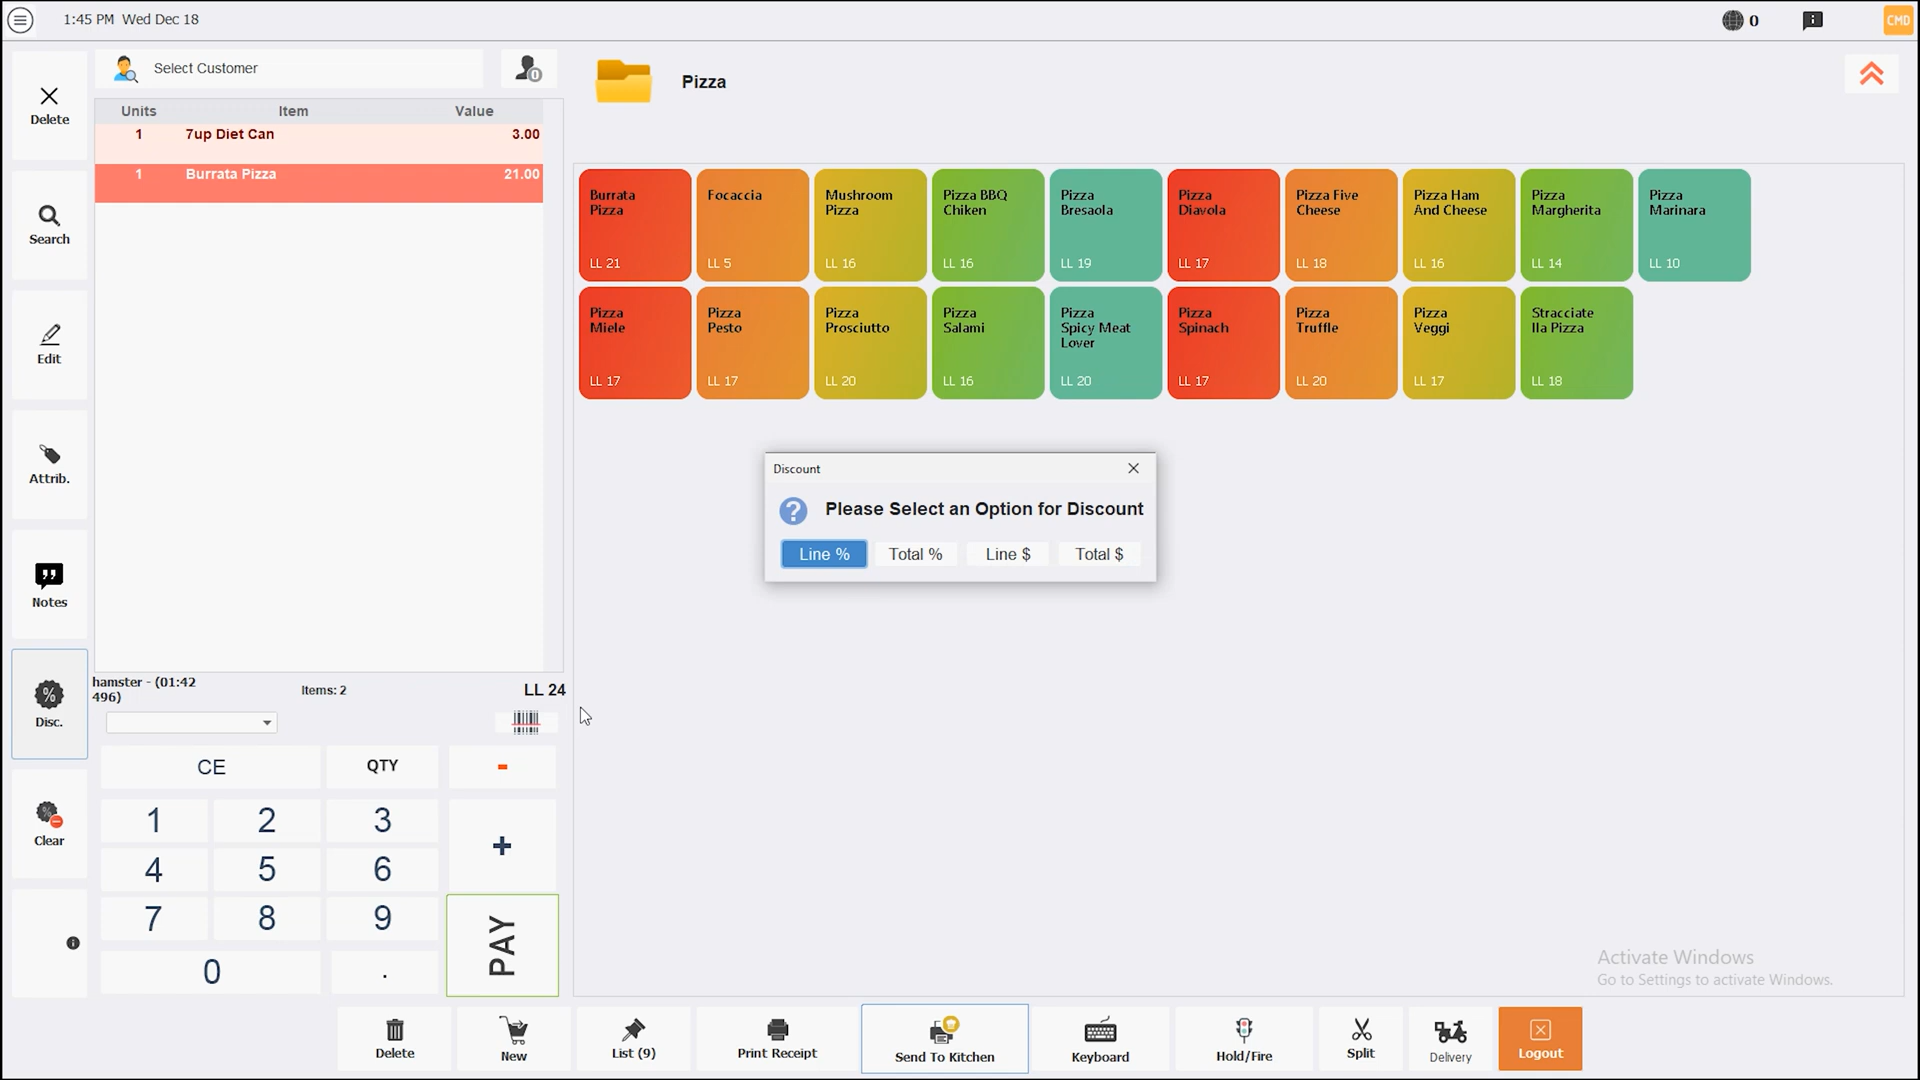 1:45 PM Wed Dec 18
0
CMD
Delete
Search
Edit
Attrib.
Notes
Disc.
Clear
Select Customer
0
Units Item Value
1 7up Diet Can 3.00
1 Burrata Pizza 21.00
hamster - (01:42
496)
Items: 2
LL 24
CE QTY -
1 2 3
+
4 5 6
7 8 9
PAY
0 .
Pizza
Burrata
Pizza
LL 21
Focaccia
LL 5
Mushroom
Pizza
LL 16
Pizza BBQ
Chiken
LL 16
Pizza
Bresaola
LL 19
Pizza
Diavola
LL 17
Pizza Five
Cheese
LL 18
Pizza Ham
And Cheese
LL 16
Pizza
Margherita
LL 14
Pizza
Marinara
LL 10
Pizza
Miele
LL 17
Pizza
Pesto
LL 17
Pizza
Prosciutto
LL 20
Pizza
Salami
LL 16
Pizza
Spicy Meat
Lover
LL 20
Pizza
Spinach
LL 17
Pizza
Truffle
LL 20
Pizza
Veggi
LL 17
Stracciate
lla Pizza
LL 18
Discount
Please Select an Option for Discount
Line % Total % Line $ Total $
Activate Windows
Go to Settings to activate Windows.
Delete
New
List (9)
Print Receipt
Send To Kitchen
Keyboard
Hold/Fire
Split
Delivery
Logout